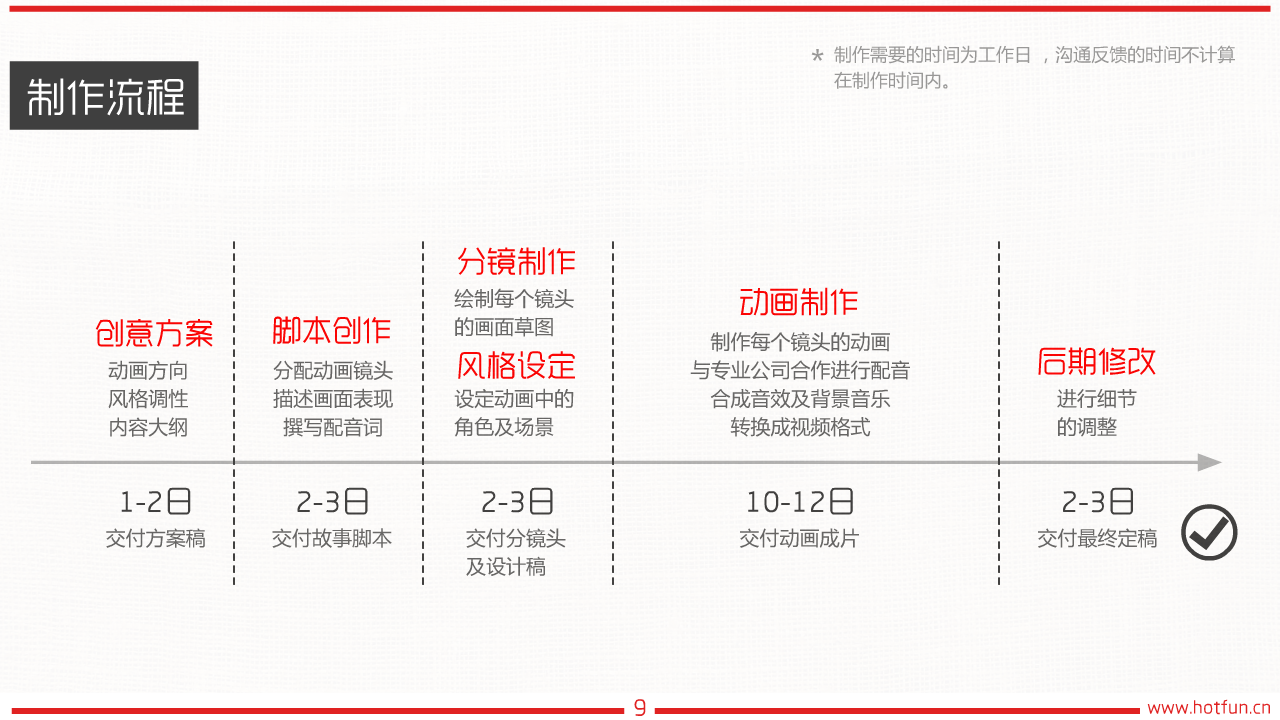 * 制作需要的时间为工作日 ，沟通反馈的时间不计算
在制作时间内。
制作流程
创意方案
动画方向
风格调性
内容大纲
脚本创作
分配动画镜头
描述画面表现
撰写配音词
分镜制作
绘制每个镜头
的画面草图
风格设定
设定动画中的
角色及场景
动画制作
制作每个镜头的动画
与专业公司合作进行配音
合成音效及背景音乐
转换成视频格式
后期修改
进行细节
的调整
1-2日
交付方案稿
2-3日
交付故事脚本
2-3日
交付分镜头
及设计稿
10-12日
交付动画成片
2-3日
交付最终定稿
9
www.hotfun.cn